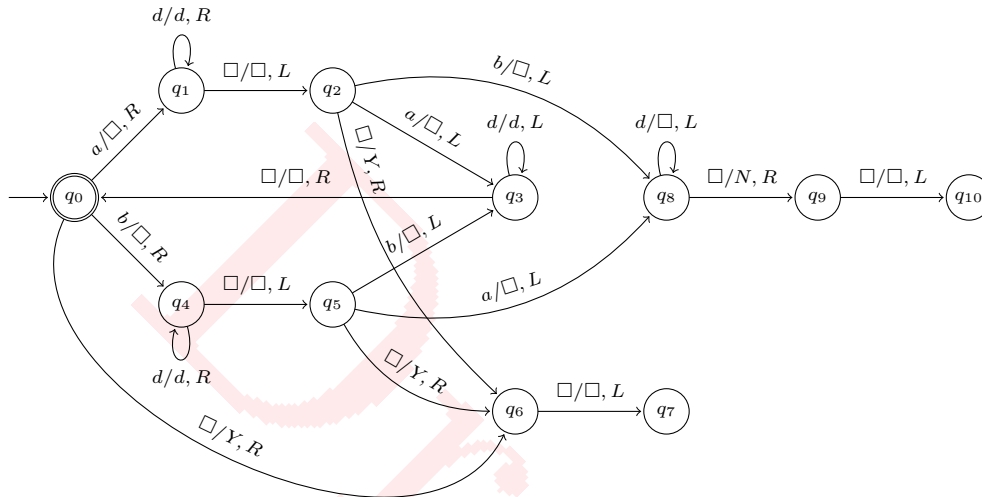 d/d, R
□/□, L
b/□, L
q₁
q₂
a/□, R
a/□, L
d/d, L
d/□, L
□/Y, R
□/□, R
□/N, R
□/□, L
q₀
q₃
q₈
q₉
q₁₀
b/□, R
b/□, L
□/□, L
a/□, L
q₄
q₅
d/d, R
□/Y, R
□/□, L
q₆
q₇
□/Y, R